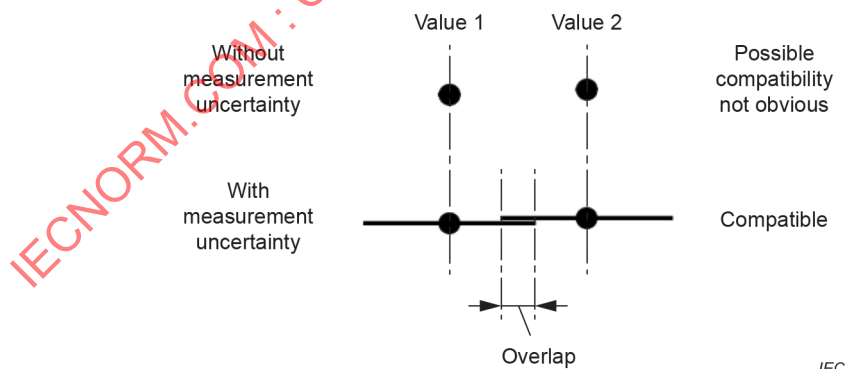 Value 1
Value 2
Without
measurement
uncertainty
Possible
compatibility
not obvious
With
measurement
uncertainty
Compatible
Overlap
IEC
IECNORM.COM :